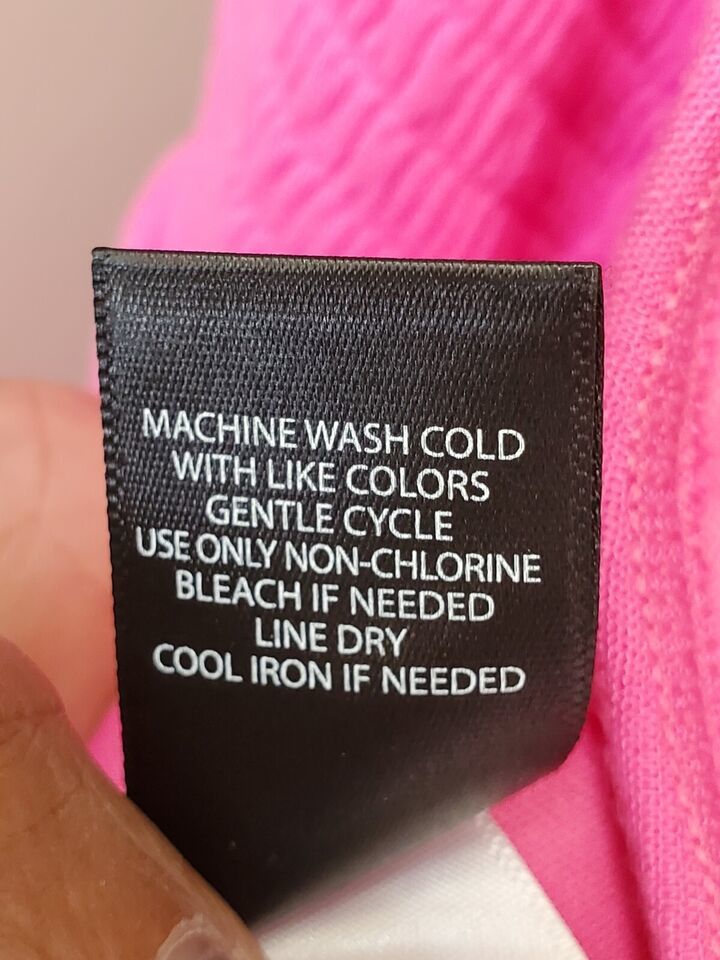 MACHINE WASH COLD
WITH LIKE COLORS
GENTLE CYCLE
USE ONLY NON-CHLORINE
BLEACH IF NEEDED
LINE DRY
COOL IRON IF NEEDED